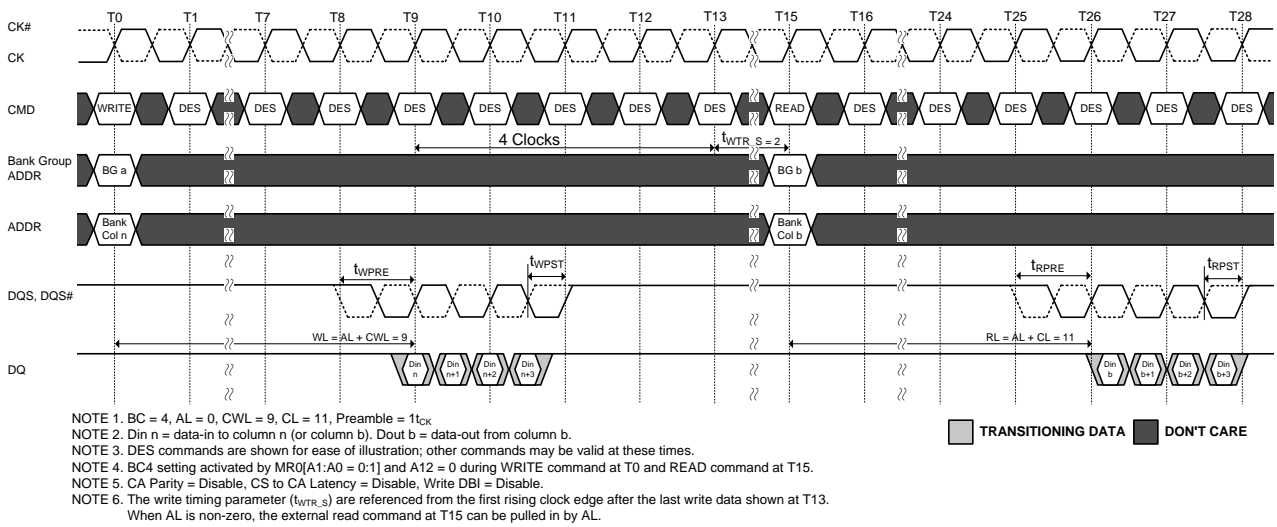 T0 T1 T7 T8 T9 T10 T11 T12 T13 T15 T16 T24 T25 T26 T27 T28
CK#
CK
CMD WRITE DES DES DES DES DES DES DES DES READ DES DES DES DES DES DES
4 Clocks tWTR_S = 2
Bank Group
ADDR
BG a BG b
ADDR
Bank
Col n
Bank
Col b
tWPRE tWPST tRPRE tRPST
DQS, DQS#
WL = AL + CWL = 9 RL = AL + CL = 11
DQ
Din
n
Din
n+1
Din
n+2
Din
n+3
Din
b
Din
b+1
Din
b+2
Din
b+3
NOTE 1. BC = 4, AL = 0, CWL = 9, CL = 11, Preamble = 1tCK
NOTE 2. Din n = data-in to column n (or column b). Dout b = data-out from column b.
NOTE 3. DES commands are shown for ease of illustration; other commands may be valid at these times.
NOTE 4. BC4 setting activated by MR0[A1:A0 = 0:1] and A12 = 0 during WRITE command at T0 and READ command at T15.
NOTE 5. CA Parity = Disable, CS to CA Latency = Disable, Write DBI = Disable.
NOTE 6. The write timing parameter (tWTR_S) are referenced from the first rising clock edge after the last write data shown at T13.
When AL is non-zero, the external read command at T15 can be pulled in by AL.
TRANSITIONING DATA DON'T CARE